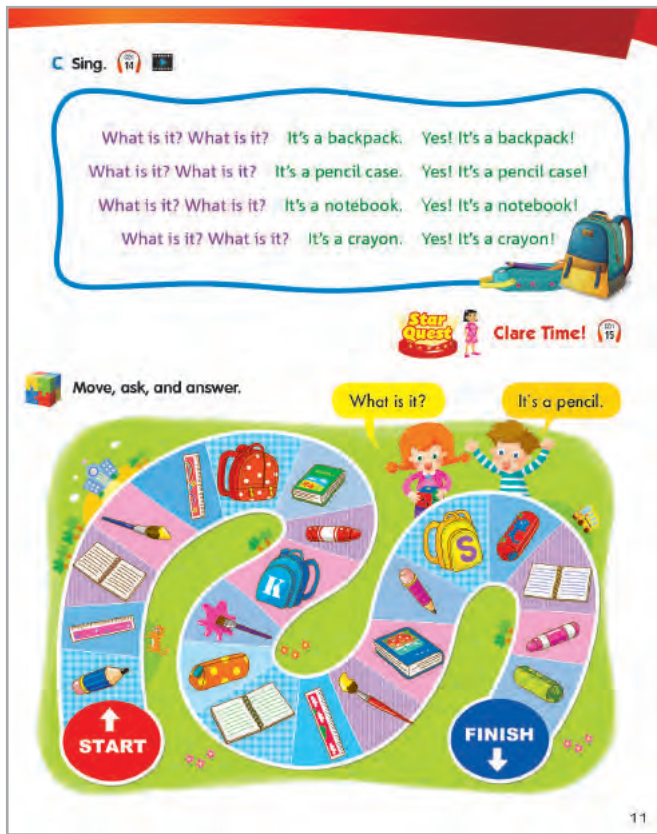 C Sing. CD1 14
What is it? What is it? It's a backpack. Yes! It's a backpack!
What is it? What is it? It's a pencil case. Yes! It's a pencil case!
What is it? What is it? It's a notebook. Yes! It's a notebook!
What is it? What is it? It's a crayon. Yes! It's a crayon!
Star Quest Clare Time! CD1 15
Move, ask, and answer.
What is it? It's a pencil.
S
K
START
FINISH
11